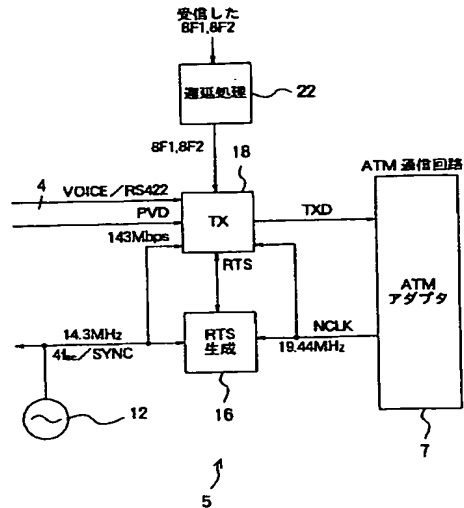 受信した
8F1,8F2
遅延処理
22
8F1,8F2
18
ATM 通信回路
4
VOICE/RS422
TX
TXD
PVD
143Mbps
RTS
ATM
アダプタ
14.3MHz
RTS
生成
NCLK
4fsc/SYNC
19.44MHz
12
16
7
5